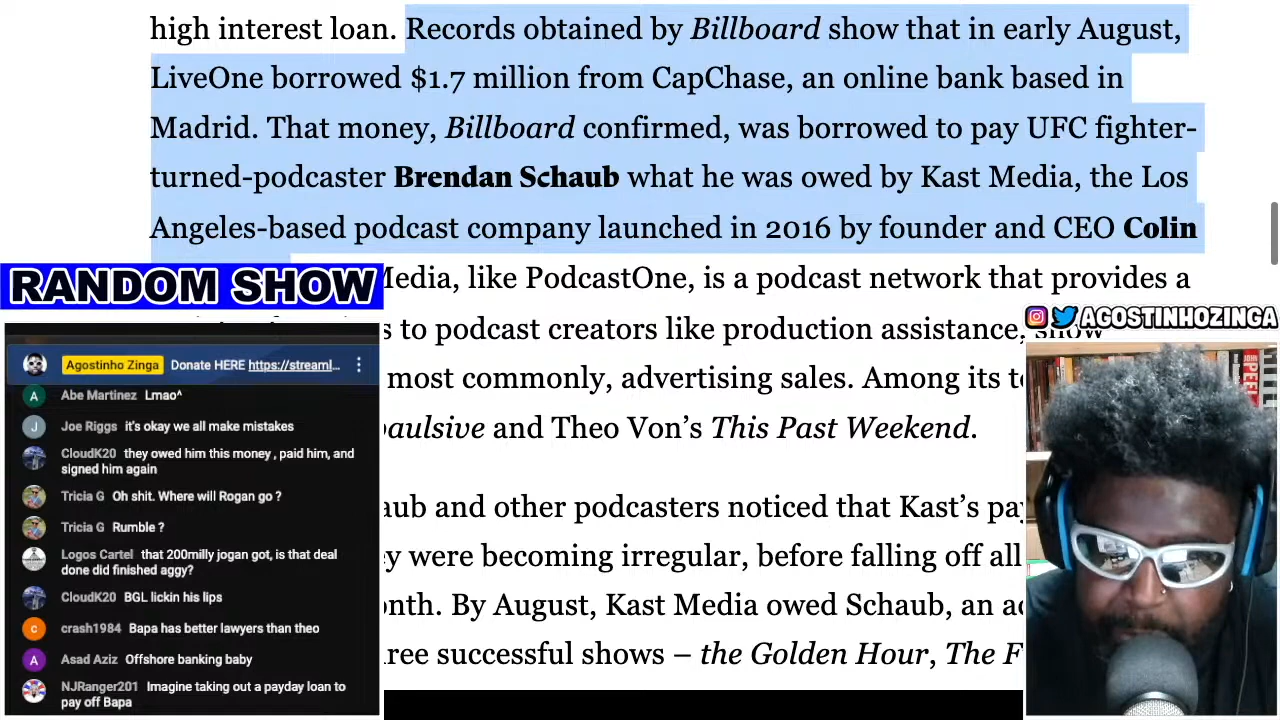 high interest loan. Records obtained by Billboard show that in early August,
LiveOne borrowed $1.7 million from CapChase, an online bank based in
Madrid. That money, Billboard confirmed, was borrowed to pay UFC fighter-
turned-podcaster Brendan Schaub what he was owed by Kast Media, the Los
Angeles-based podcast company launched in 2016 by founder and CEO Colin
Media, like PodcastOne, is a podcast network that provides a
s to podcast creators like production assistance, show
most commonly, advertising sales. Among its
paulsive and Theo Von's This Past Weekend.
aub and other podcasters noticed that Kast's
ey were becoming irregular, before falling off all
onth. By August, Kast Media owed Schaub, an
ree successful shows – the Golden Hour, The F
RANDOM SHOW
Agostinho Zinga Donate HERE https://streaml...
A Abe Martinez Lmao^
J Joe Riggs it's okay we all make mistakes
CloudK20 they owed him this money , paid him, and
signed him again
Tricia G Oh shit. Where will Rogan go ?
Tricia G Rumble ?
Logos Cartel that 200milly jogan got, is that deal
done did finished aggy?
CloudK20 BGL lickin his lips
c crash1984 Bapa has better lawyers than theo
A Asad Aziz Offshore banking baby
NJRanger201 Imagine taking out a payday loan to
pay off Bapa
AGOSTINHOZINGA